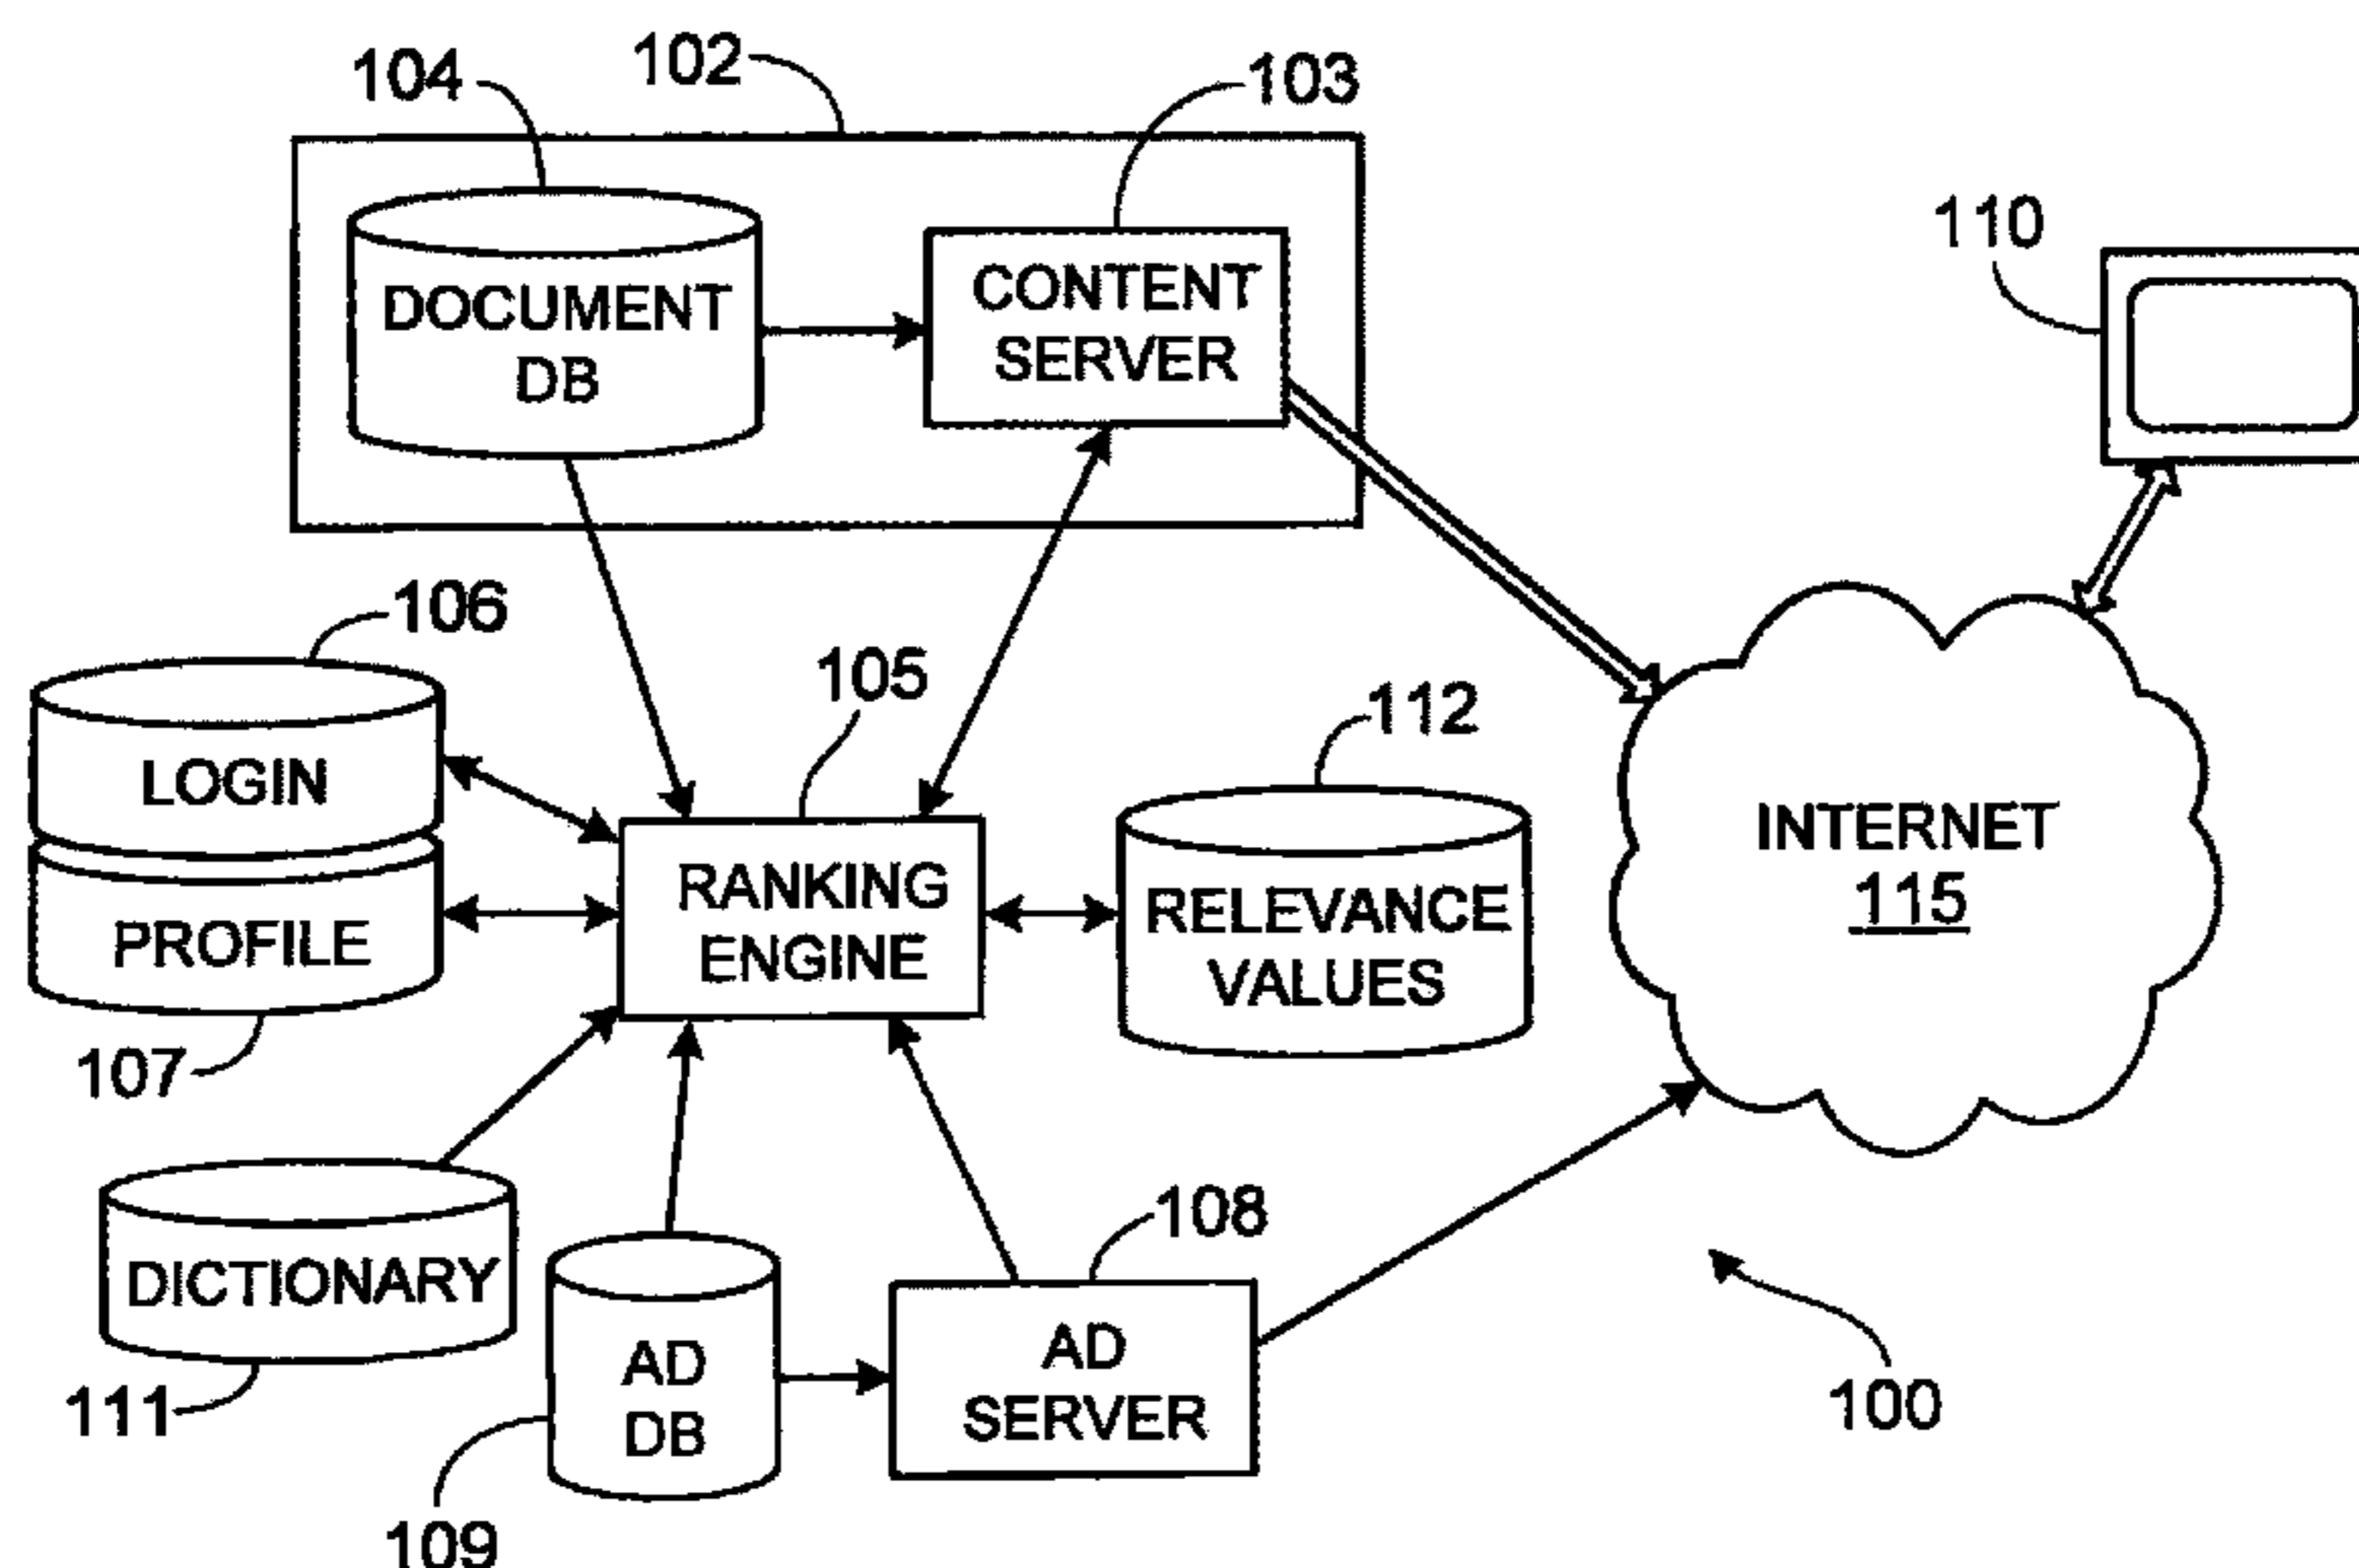 102
104
103
DOCUMENT
DB
CONTENT
SERVER
110
106
105
112
LOGIN
PROFILE
RANKING
ENGINE
RELEVANCE
VALUES
INTERNET
115
107
108
DICTIONARY
AD
DB
AD
SERVER
111
109
100